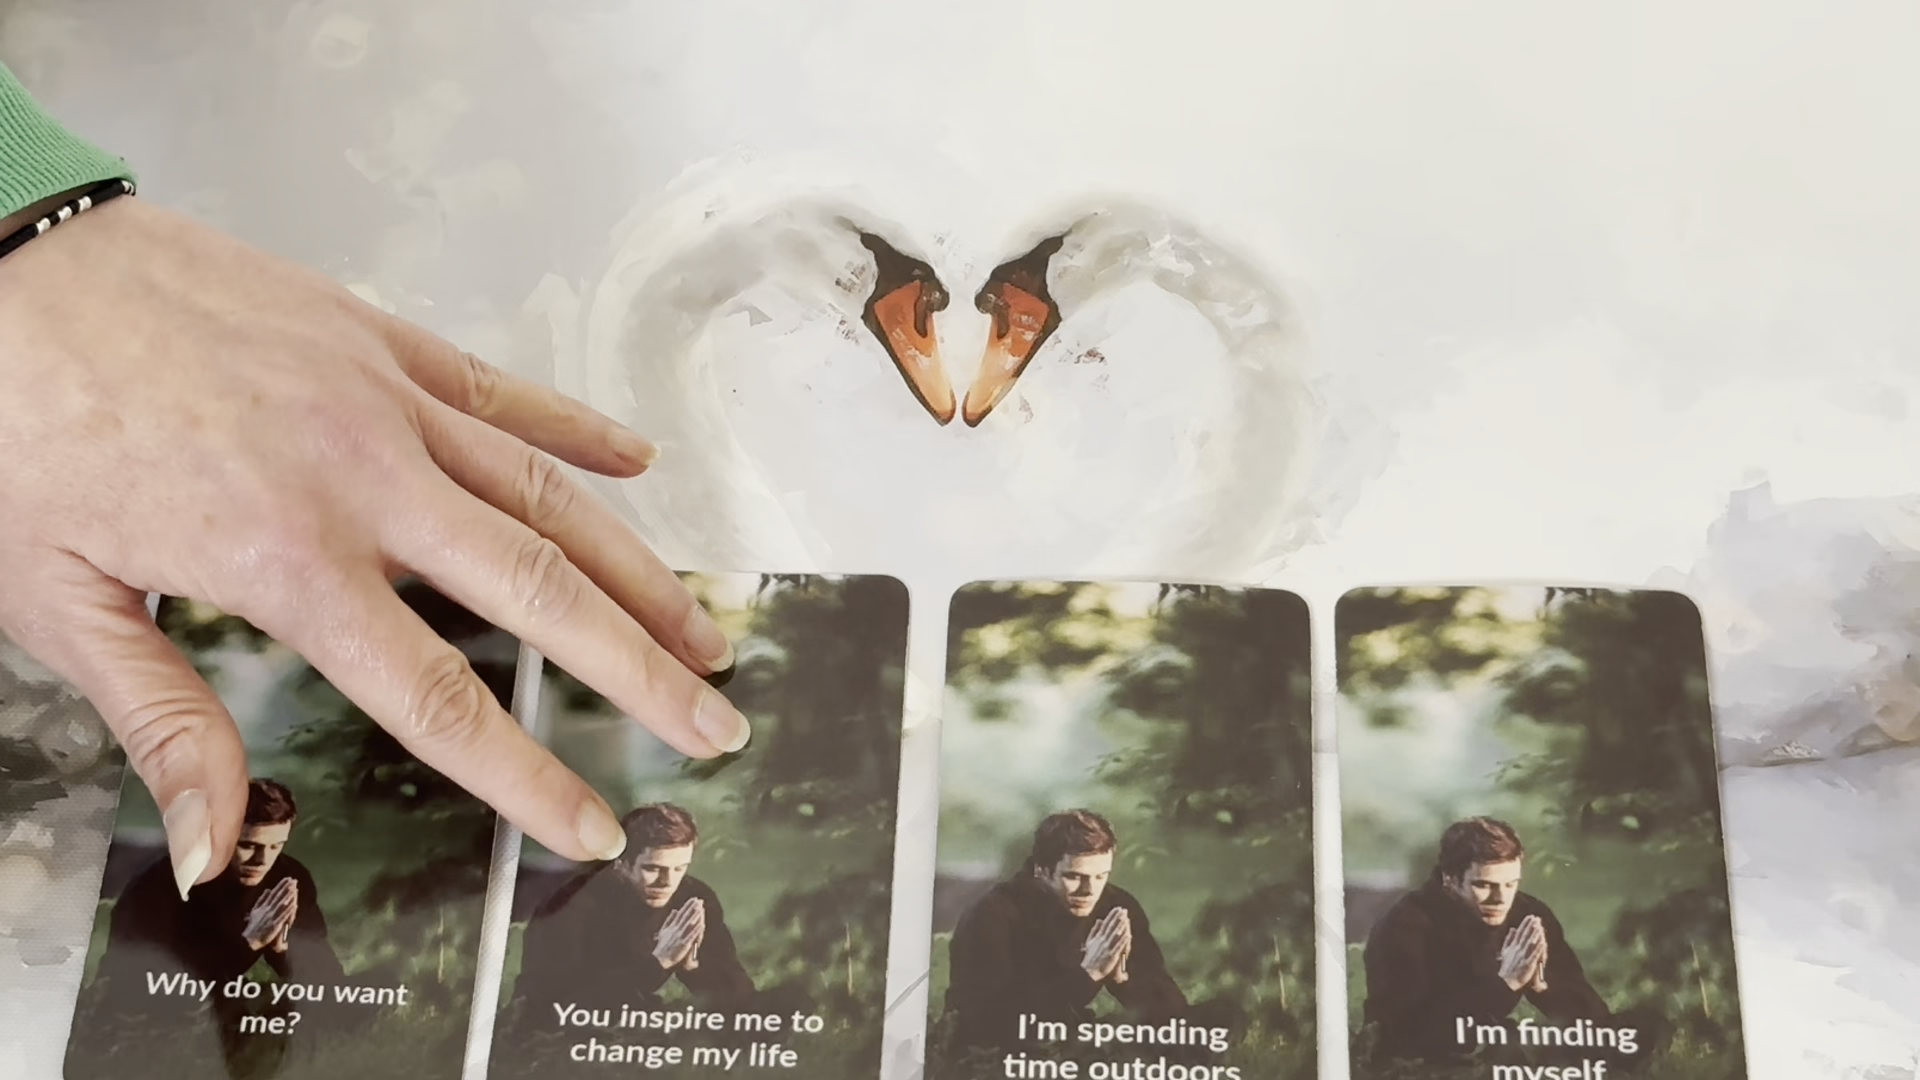 Why do you want
me?
You inspire me to
change my life
I'm spending
time outdoors
I'm finding
myself